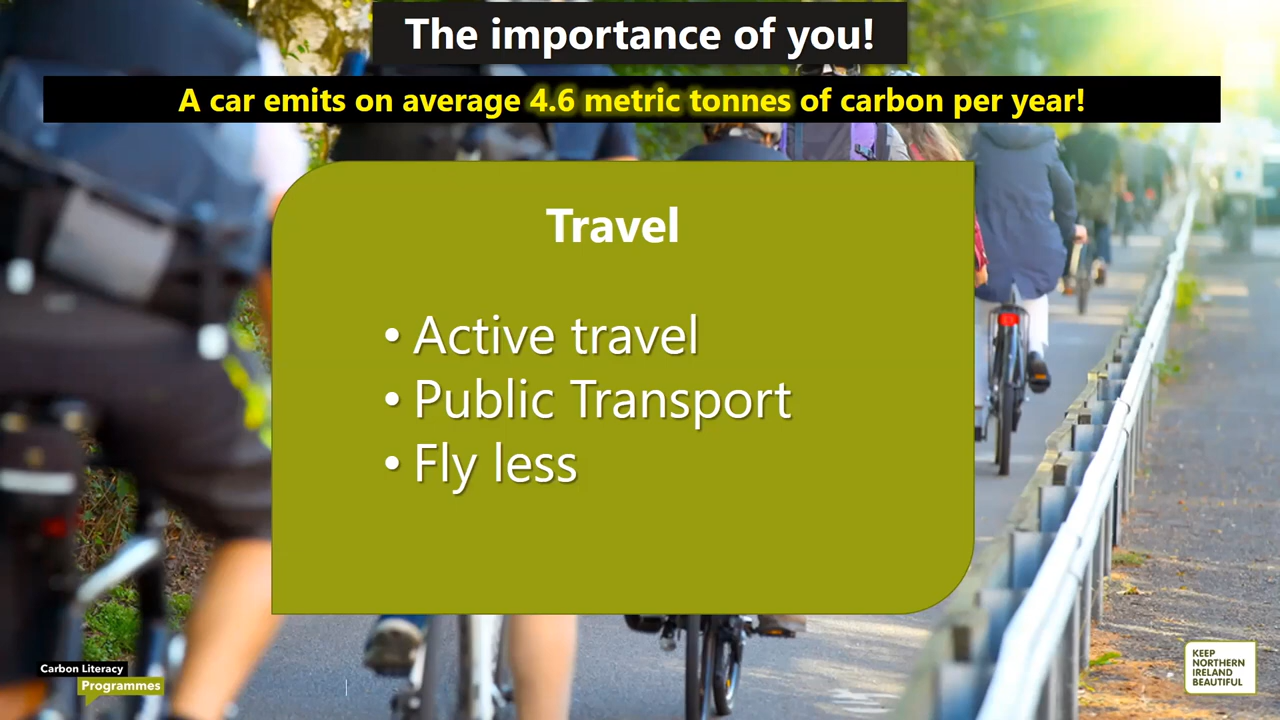 The importance of you!
A car emits on average 4.6 metric tonnes of carbon per year!
Travel
• Active travel
• Public Transport
• Fly less
Carbon Literacy
Programmes
KEEP
NORTHERN
IRELAND
BEAUTIFUL